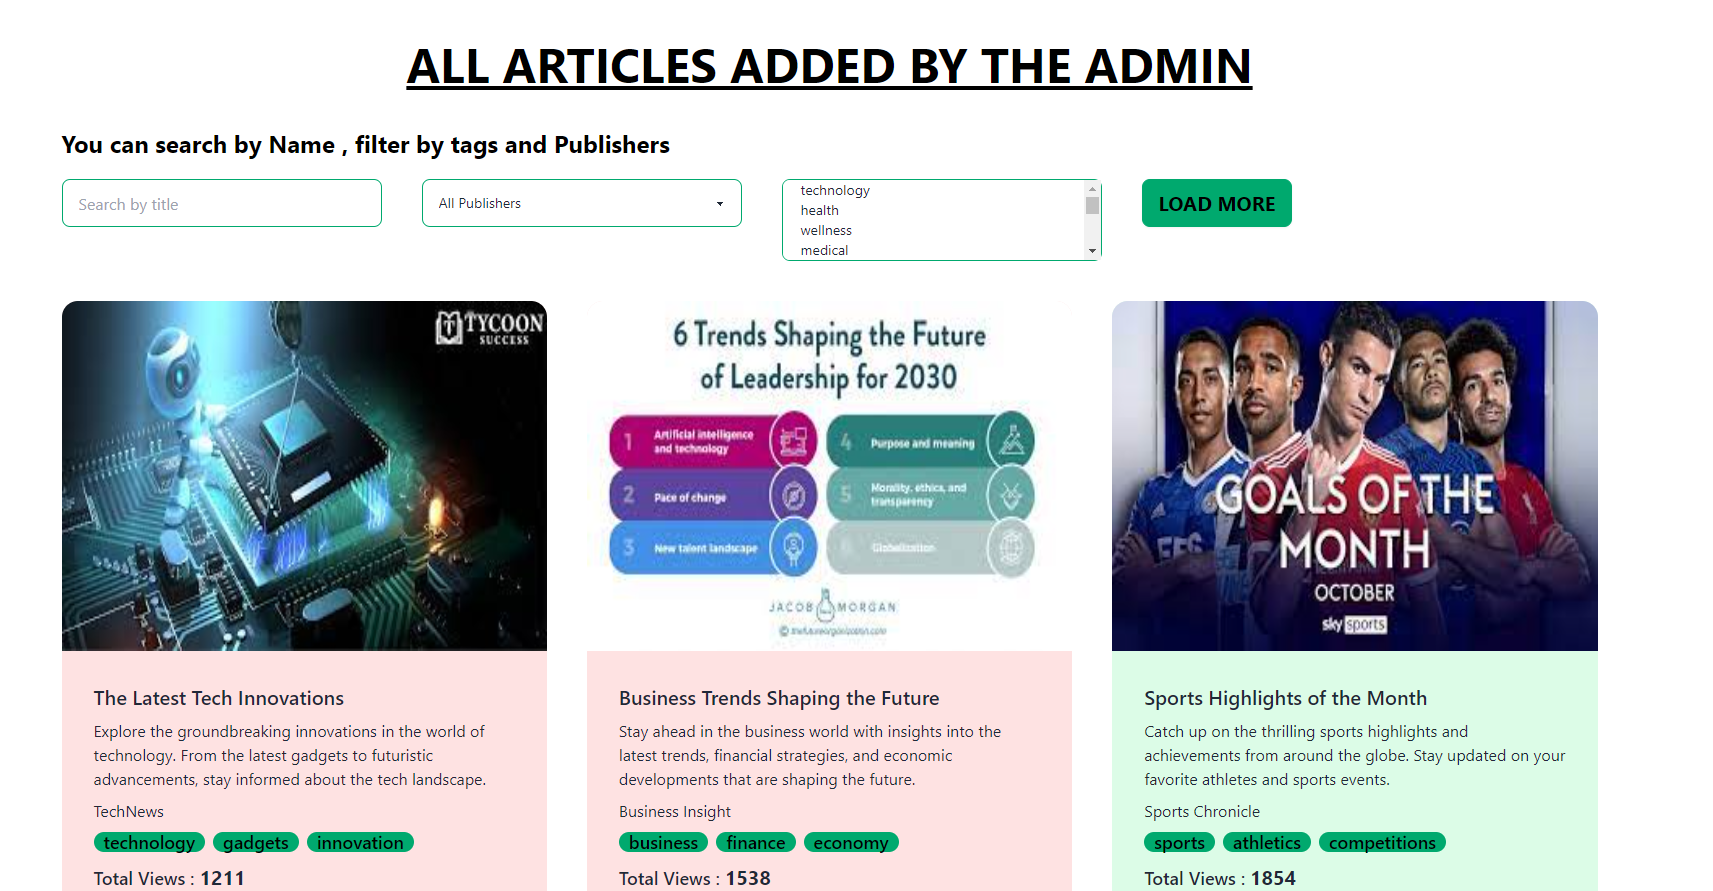 ALL ARTICLES ADDED BY THE ADMIN
You can search by Name , filter by tags and Publishers
Search by title
All Publishers
technology
health
wellness
medical
LOAD MORE
TYCOON
SUCCESS
6 Trends Shaping the Future
of Leadership for 2030
1 Artificial intelligence
and technology
2 Pace of change
3 New talent landscape
4 Purpose and meaning
5 Morality, ethics, and
transparency
6 Globalization
JACOB MORGAN
© thefutureorganization.com
GOALS OF THE
MONTH
OCTOBER
sky sports
The Latest Tech Innovations
Explore the groundbreaking innovations in the world of
technology. From the latest gadgets to futuristic
advancements, stay informed about the tech landscape.
TechNews
technology gadgets innovation
Total Views : 1211
Business Trends Shaping the Future
Stay ahead in the business world with insights into the
latest trends, financial strategies, and economic
developments that are shaping the future.
Business Insight
business finance economy
Total Views : 1538
Sports Highlights of the Month
Catch up on the thrilling sports highlights and
achievements from around the globe. Stay updated on your
favorite athletes and sports events.
Sports Chronicle
sports athletics competitions
Total Views : 1854